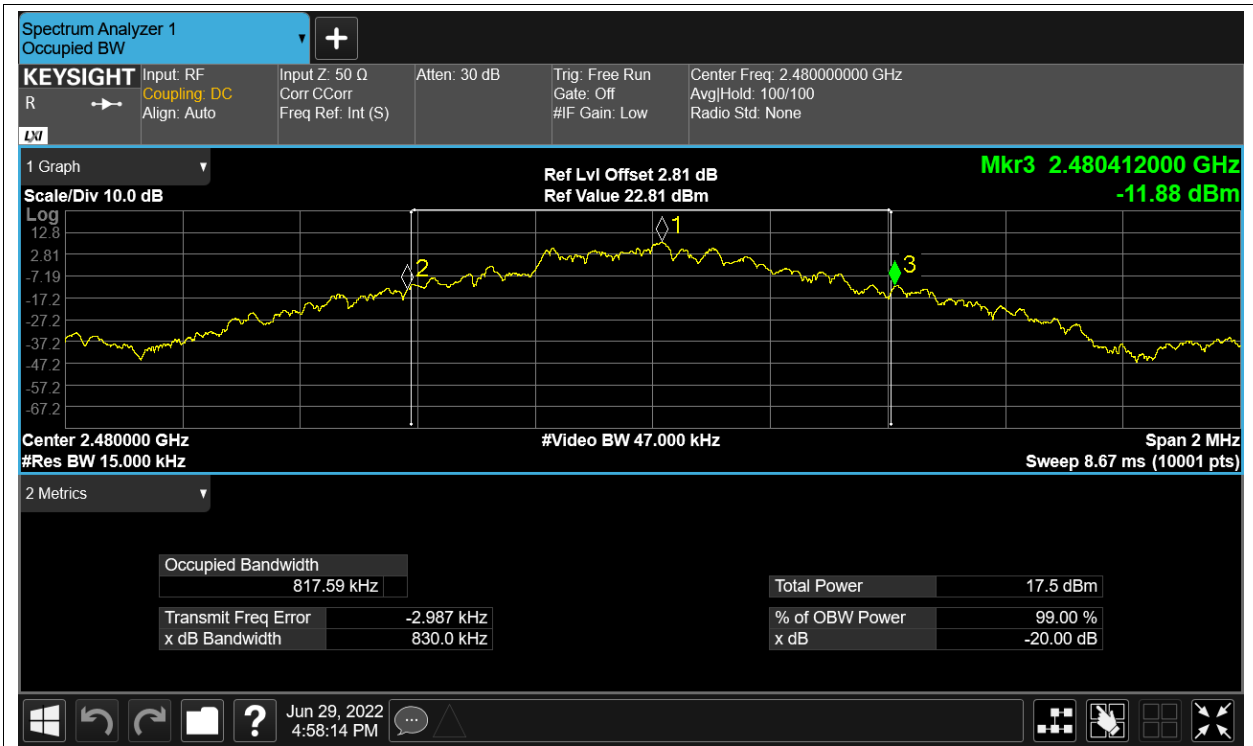 Spectrum Analyzer 1
Occupied BW
KEYSIGHT
R
LXI
Input: RF
Coupling: DC
Align: Auto
Input Z: 50 Ω
Corr CCorr
Freq Ref: Int (S)
Atten: 30 dB
Trig: Free Run
Gate: Off
#IF Gain: Low
Center Freq: 2.480000000 GHz
Avg|Hold: 100/100
Radio Std: None
1 Graph
Scale/Div 10.0 dB
Ref Lvl Offset 2.81 dB
Ref Value 22.81 dBm
Mkr3 2.480412000 GHz
-11.88 dBm
Log
12.8
2.81
-7.19
-17.2
-27.2
-37.2
-47.2
-57.2
-67.2
1
2
3
Center 2.480000 GHz
#Video BW 47.000 kHz
Span 2 MHz
#Res BW 15.000 kHz
Sweep 8.67 ms (10001 pts)
2 Metrics
Occupied Bandwidth
817.59 kHz
Total Power 17.5 dBm
Transmit Freq Error -2.987 kHz
% of OBW Power 99.00 %
x dB Bandwidth 830.0 kHz
x dB -20.00 dB
?
Jun 29, 2022
4:58:14 PM